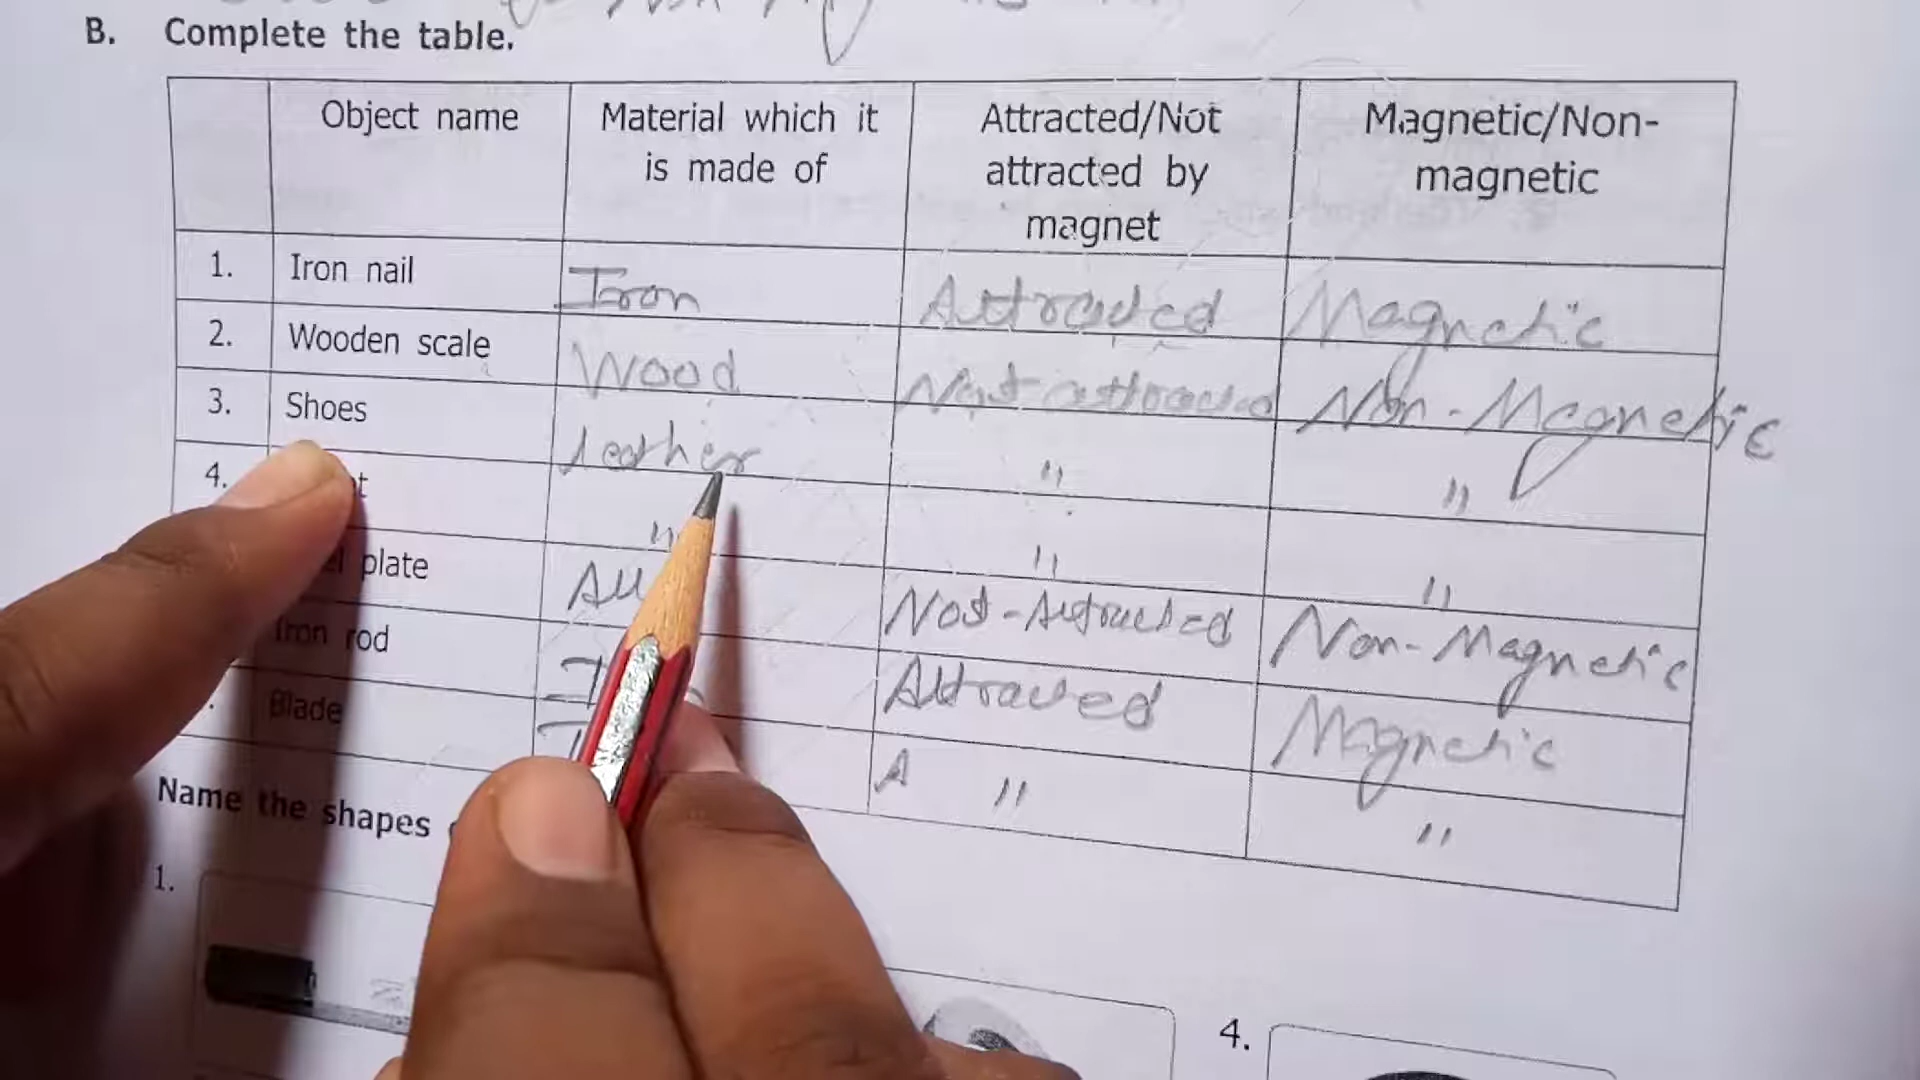 B. Complete the table.
Object name Material which it is made of Attracted/Not attracted by magnet Magnetic/Non-magnetic
1. Iron nail Iron Attracted Magnetic
2. Wooden scale Wood Not attracted Non-Magnetic
3. Shoes Leather " "
4. " " "
plate Not-Attracted Non-Magnetic
Iron rod Attracted Magnetic
Blade A " "
Name the shapes
1.
4.